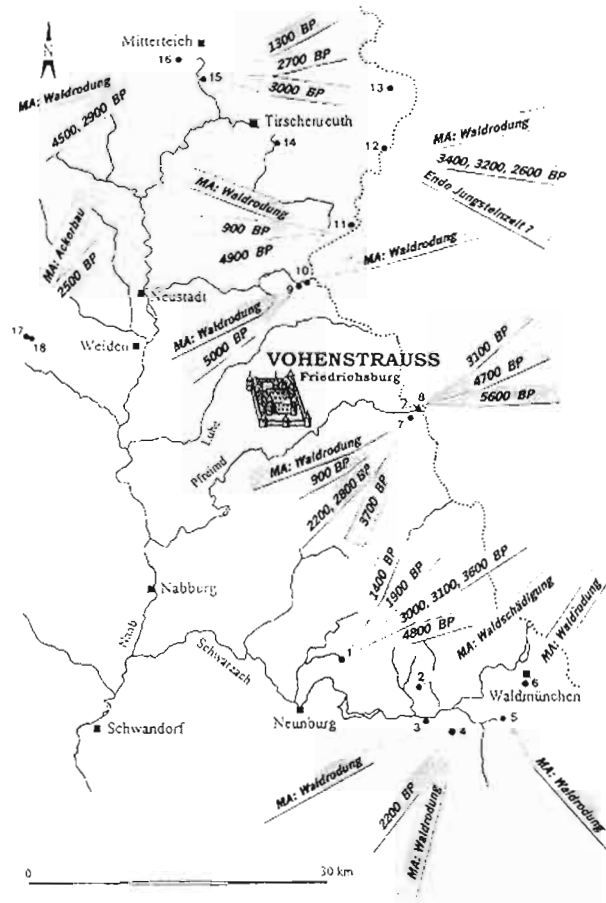 N
Mitterteich
16
15
1300 BP
2700 BP
3000 BP
13
MA: Waldrodung
4500, 2900 BP
Tirschenreuth
14
12
MA: Waldrodung
3400, 3200, 2600 BP
Ende Jungsteinzeit ?
MA: Waldrodung
900 BP
4900 BP
11
MA: Ackerbau
2500 BP
MA: Waldrodung
10
9
Neustadt
17
18
Weiden
MA: Waldrodung
5000 BP
VOHENSTRAUSS
Friedrichsburg
3100 BP
4700 BP
5600 BP
8
7
Luhe
Pfreimd
MA: Waldrodung
900 BP
2200, 2800 BP
3700 BP
Nabburg
Naab
Schwarzach
1400 BP
1900 BP
3000, 3100, 3600 BP
4800 BP
MA: Waldschädigung
MA: Waldrodung
1
2
6
Waldmünchen
Neunburg
3
4
5
Schwandorf
MA: Waldrodung
2200 BP
MA: Waldrodung
MA: Waldrodung
0
30 km